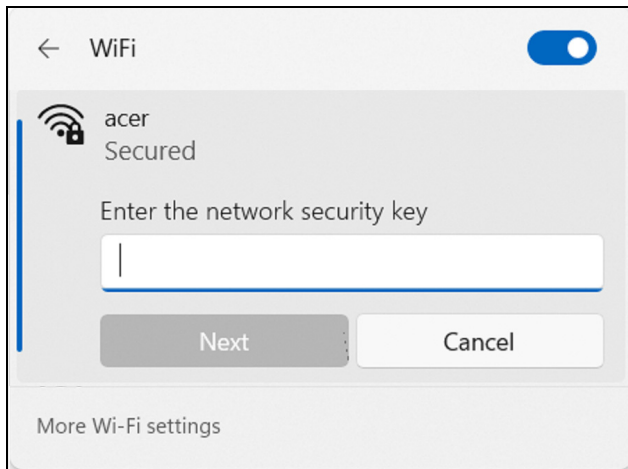 WiFi
acer
Secured
Enter the network security key
Next
Cancel
More Wi-Fi settings